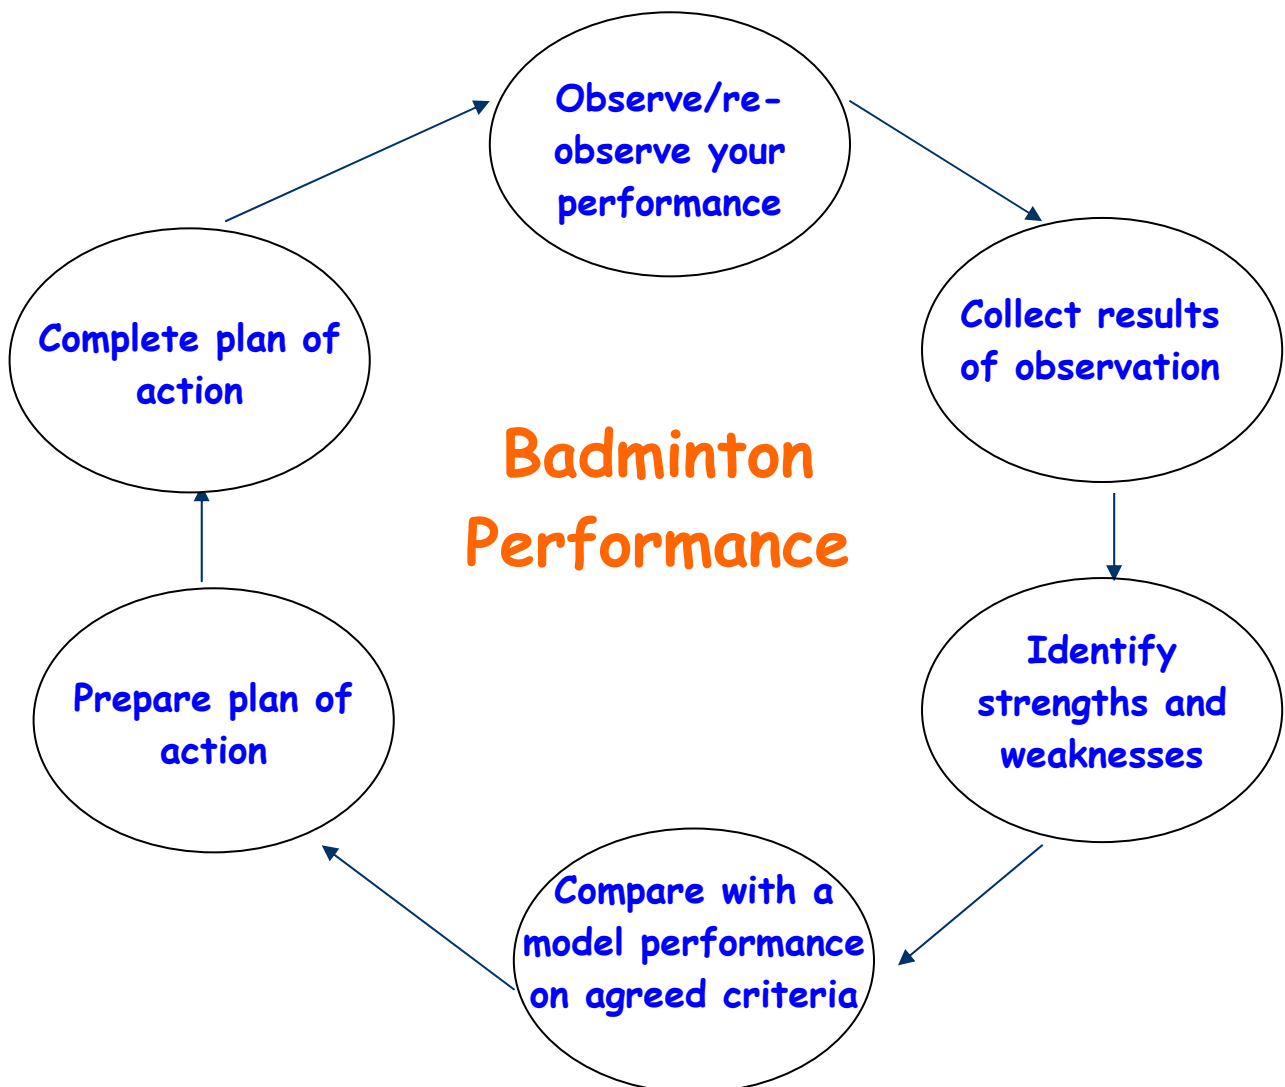 Observe/re-
observe your
performance
Collect results
of observation
Identify
strengths and
weaknesses
Compare with a
model performance
on agreed criteria
Prepare plan of
action
Complete plan of
action
Badminton
Performance